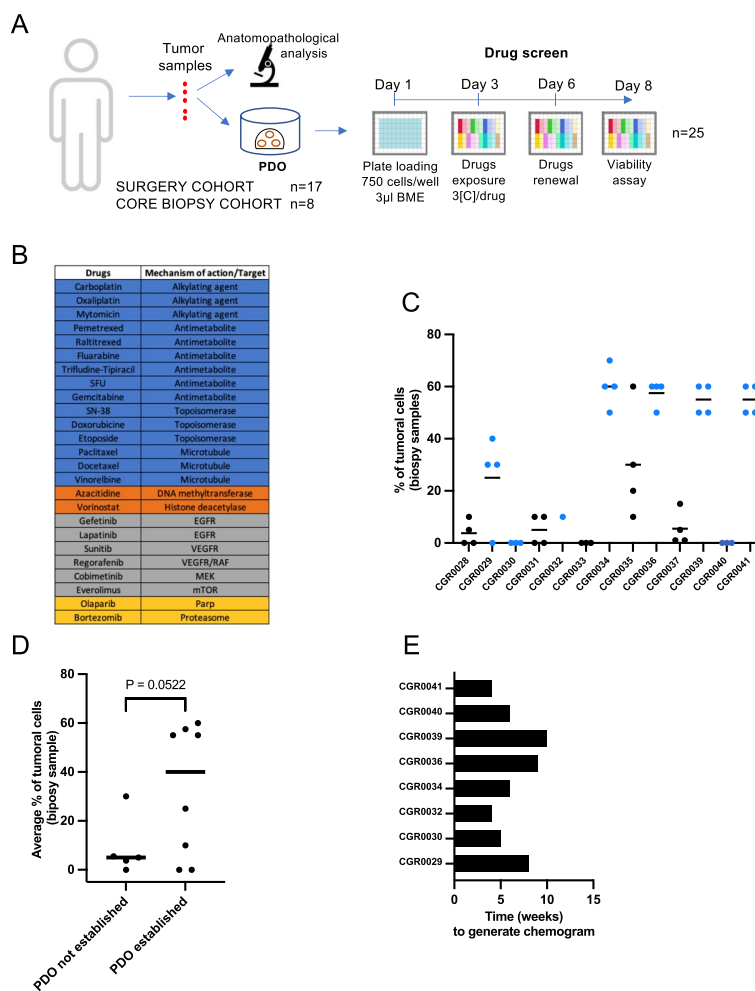 A
Tumor
samples
Anatomopathological
analysis
PDO
SURGERY COHORT n=17
CORE BIOPSY COHORT n=8
Drug screen
Day 1 Day 3 Day 6 Day 8
n=25
Plate loading
750 cells/well
3µl BME
Drugs
exposure
3[C]/drug
Drugs
renewal
Viability
assay
B
Drugs Mechanism of action/Target
Carboplatin Alkylating agent
Oxaliplatin Alkylating agent
Mytomicin Alkylating agent
Pemetrexed Antimetabolite
Raltitrexed Antimetabolite
Fluarabine Antimetabolite
Trifludine-Tipiracil Antimetabolite
5FU Antimetabolite
Gemcitabine Antimetabolite
SN-38 Topoisomerase
Doxorubicine Topoisomerase
Etoposide Topoisomerase
Paclitaxel Microtubule
Docetaxel Microtubule
Vinorelbine Microtubule
Azacitidine DNA methyltransferase
Vorinostat Histone deacetylase
Gefetinib EGFR
Lapatinib EGFR
Sunitib VEGFR
Regorafenib VEGFR/RAF
Cobimetinib MEK
Everolimus mTOR
Olaparib Parp
Bortezomib Proteasome
C
% of tumoral cells
(biospy samples)
80
60
40
20
0
CGR0028
CGR0029
CGR0030
CGR0031
CGR0032
CGR0033
CGR0034
CGR0035
CGR0036
CGR0037
CGR0039
CGR0040
CGR0041
D
Average % of tumoral cells
(biposy sample)
80
60
40
20
0
P = 0.0522
PDO not established
PDO established
E
CGR0041
CGR0040
CGR0039
CGR0036
CGR0034
CGR0032
CGR0030
CGR0029
0 5 10 15
Time (weeks)
to generate chemogram